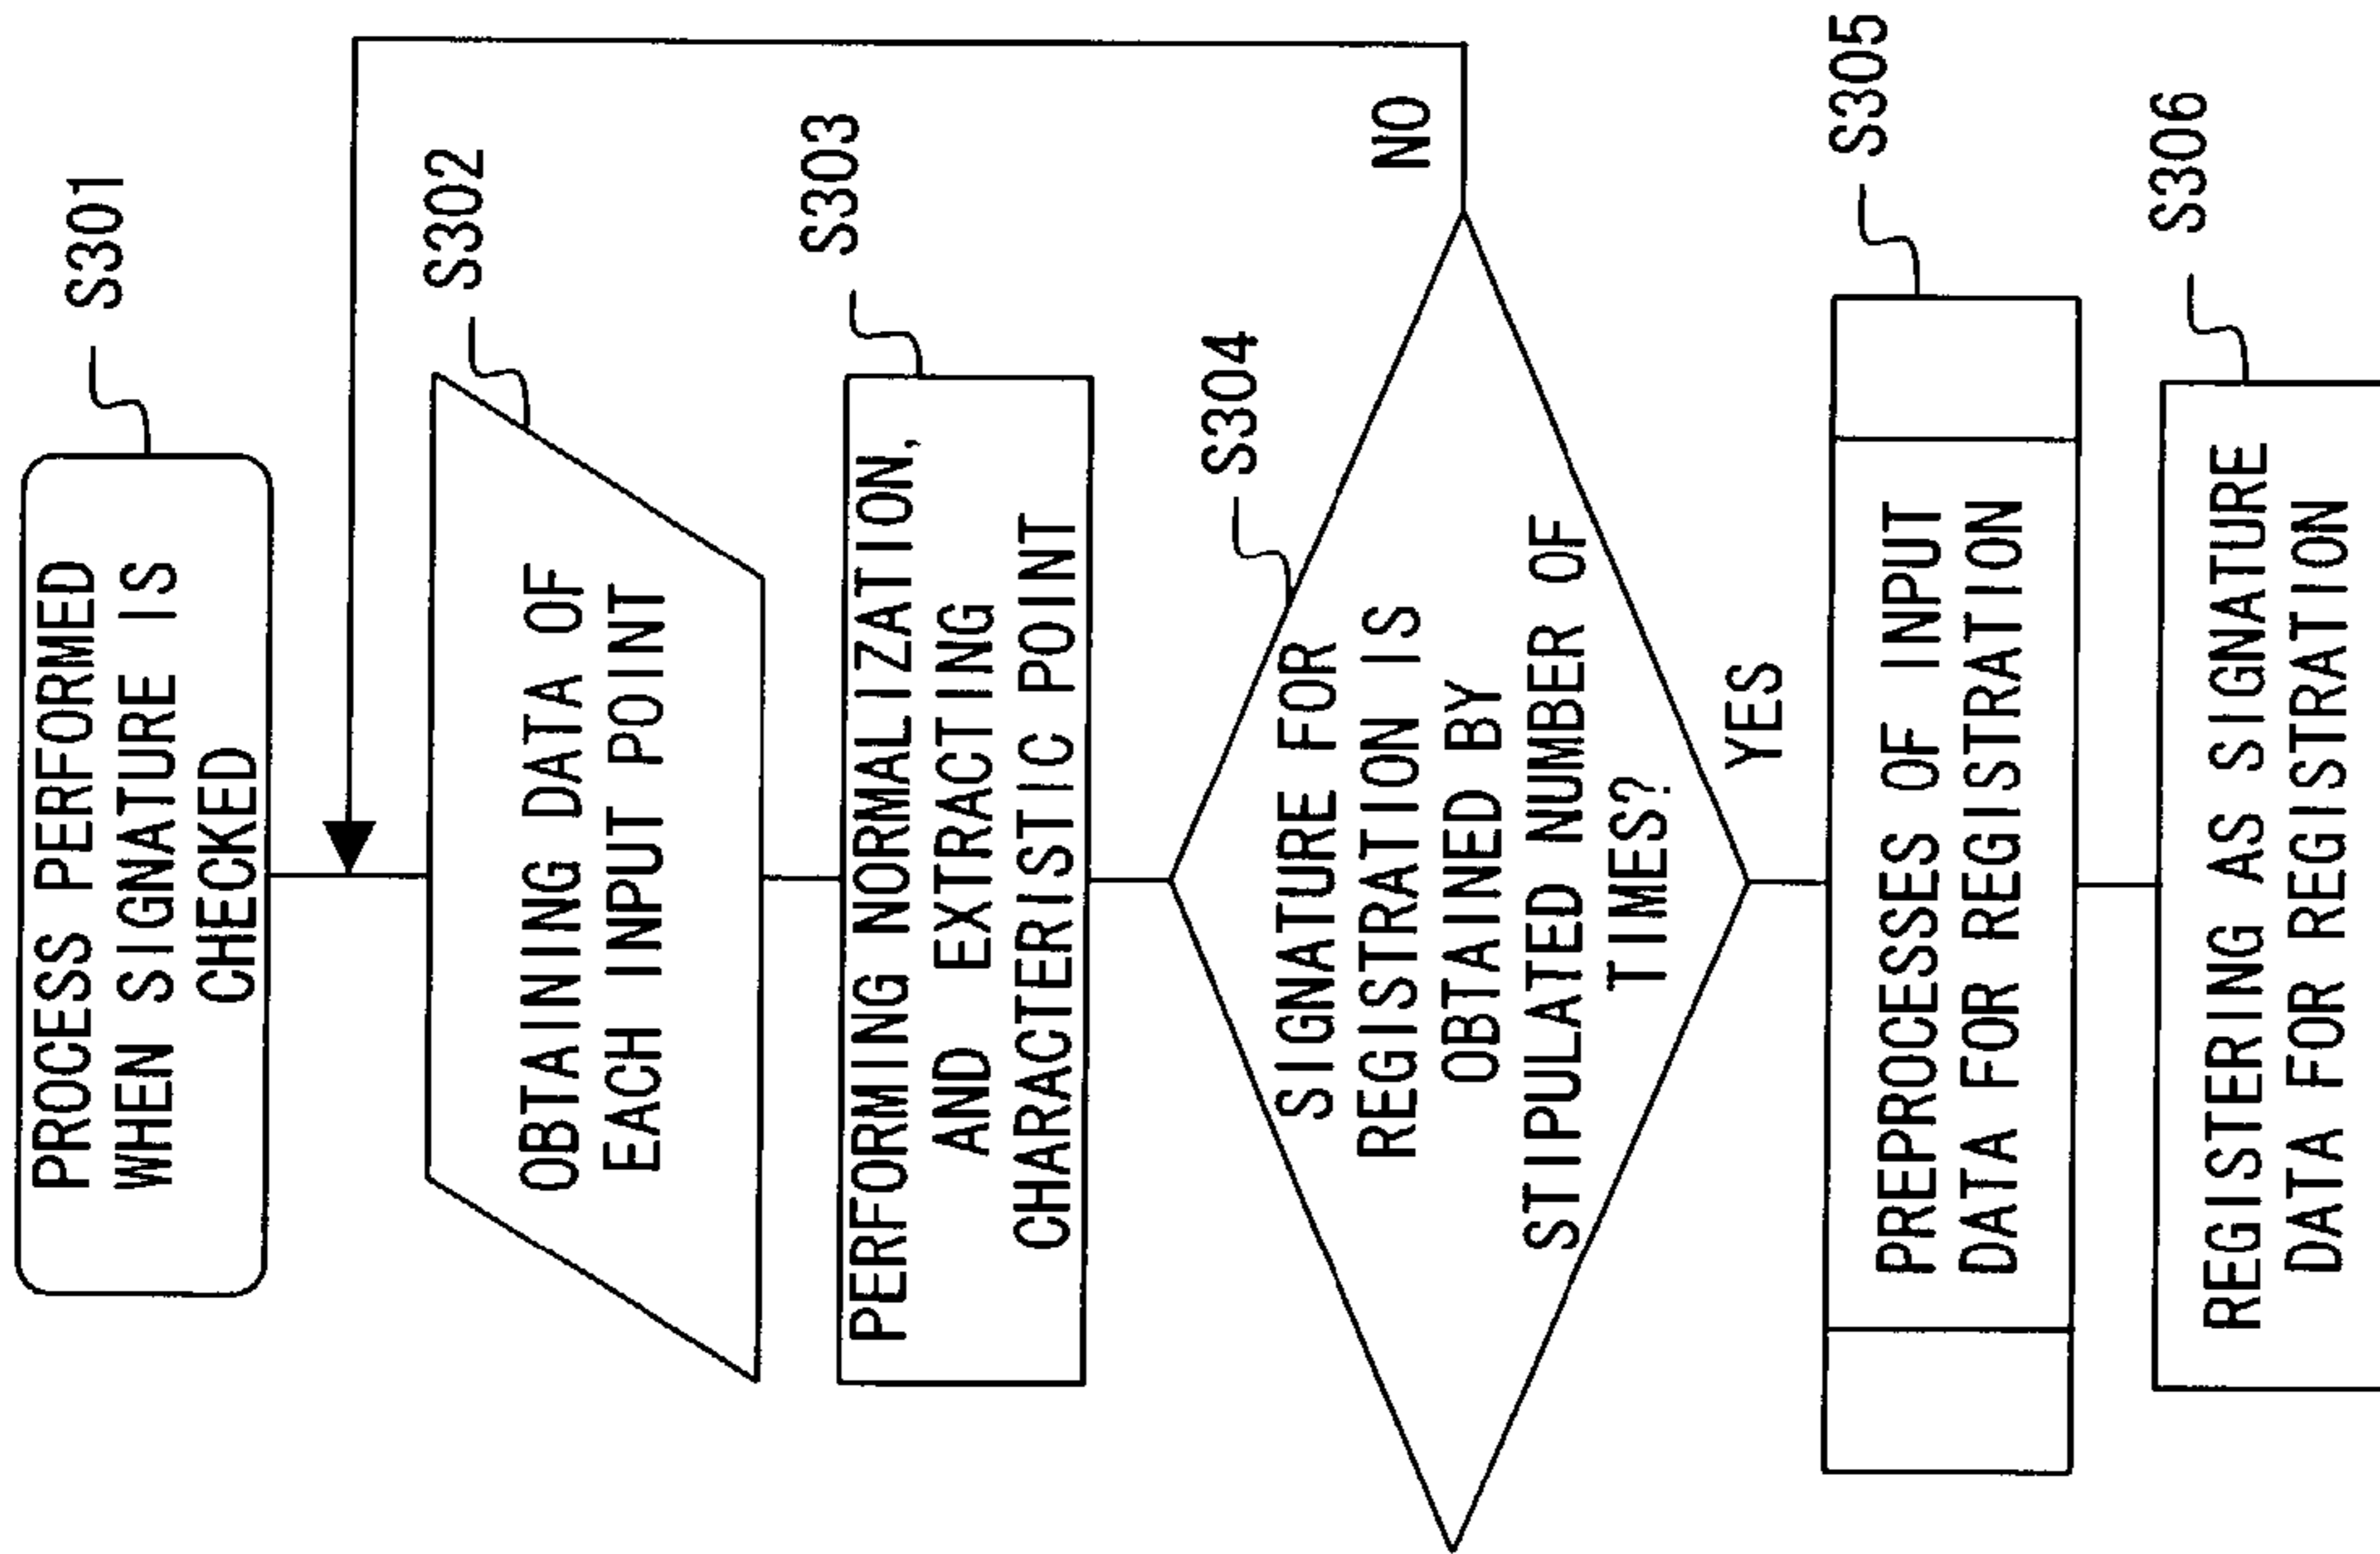 S301
PROCESS PERFORMED
WHEN SIGNATURE IS
CHECKED
S302
OBTAINING DATA OF
EACH INPUT POINT
S303
PERFORMING NORMALIZATION,
AND EXTRACTING
CHARACTERISTIC POINT
S304
SIGNATURE FOR
REGISTRATION IS
OBTAINED BY
STIPULATED NUMBER OF
TIMES?
NO
YES
S305
PREPROCESSES OF INPUT
DATA FOR REGISTRATION
S306
REGISTERING AS SIGNATURE
DATA FOR REGISTRATION